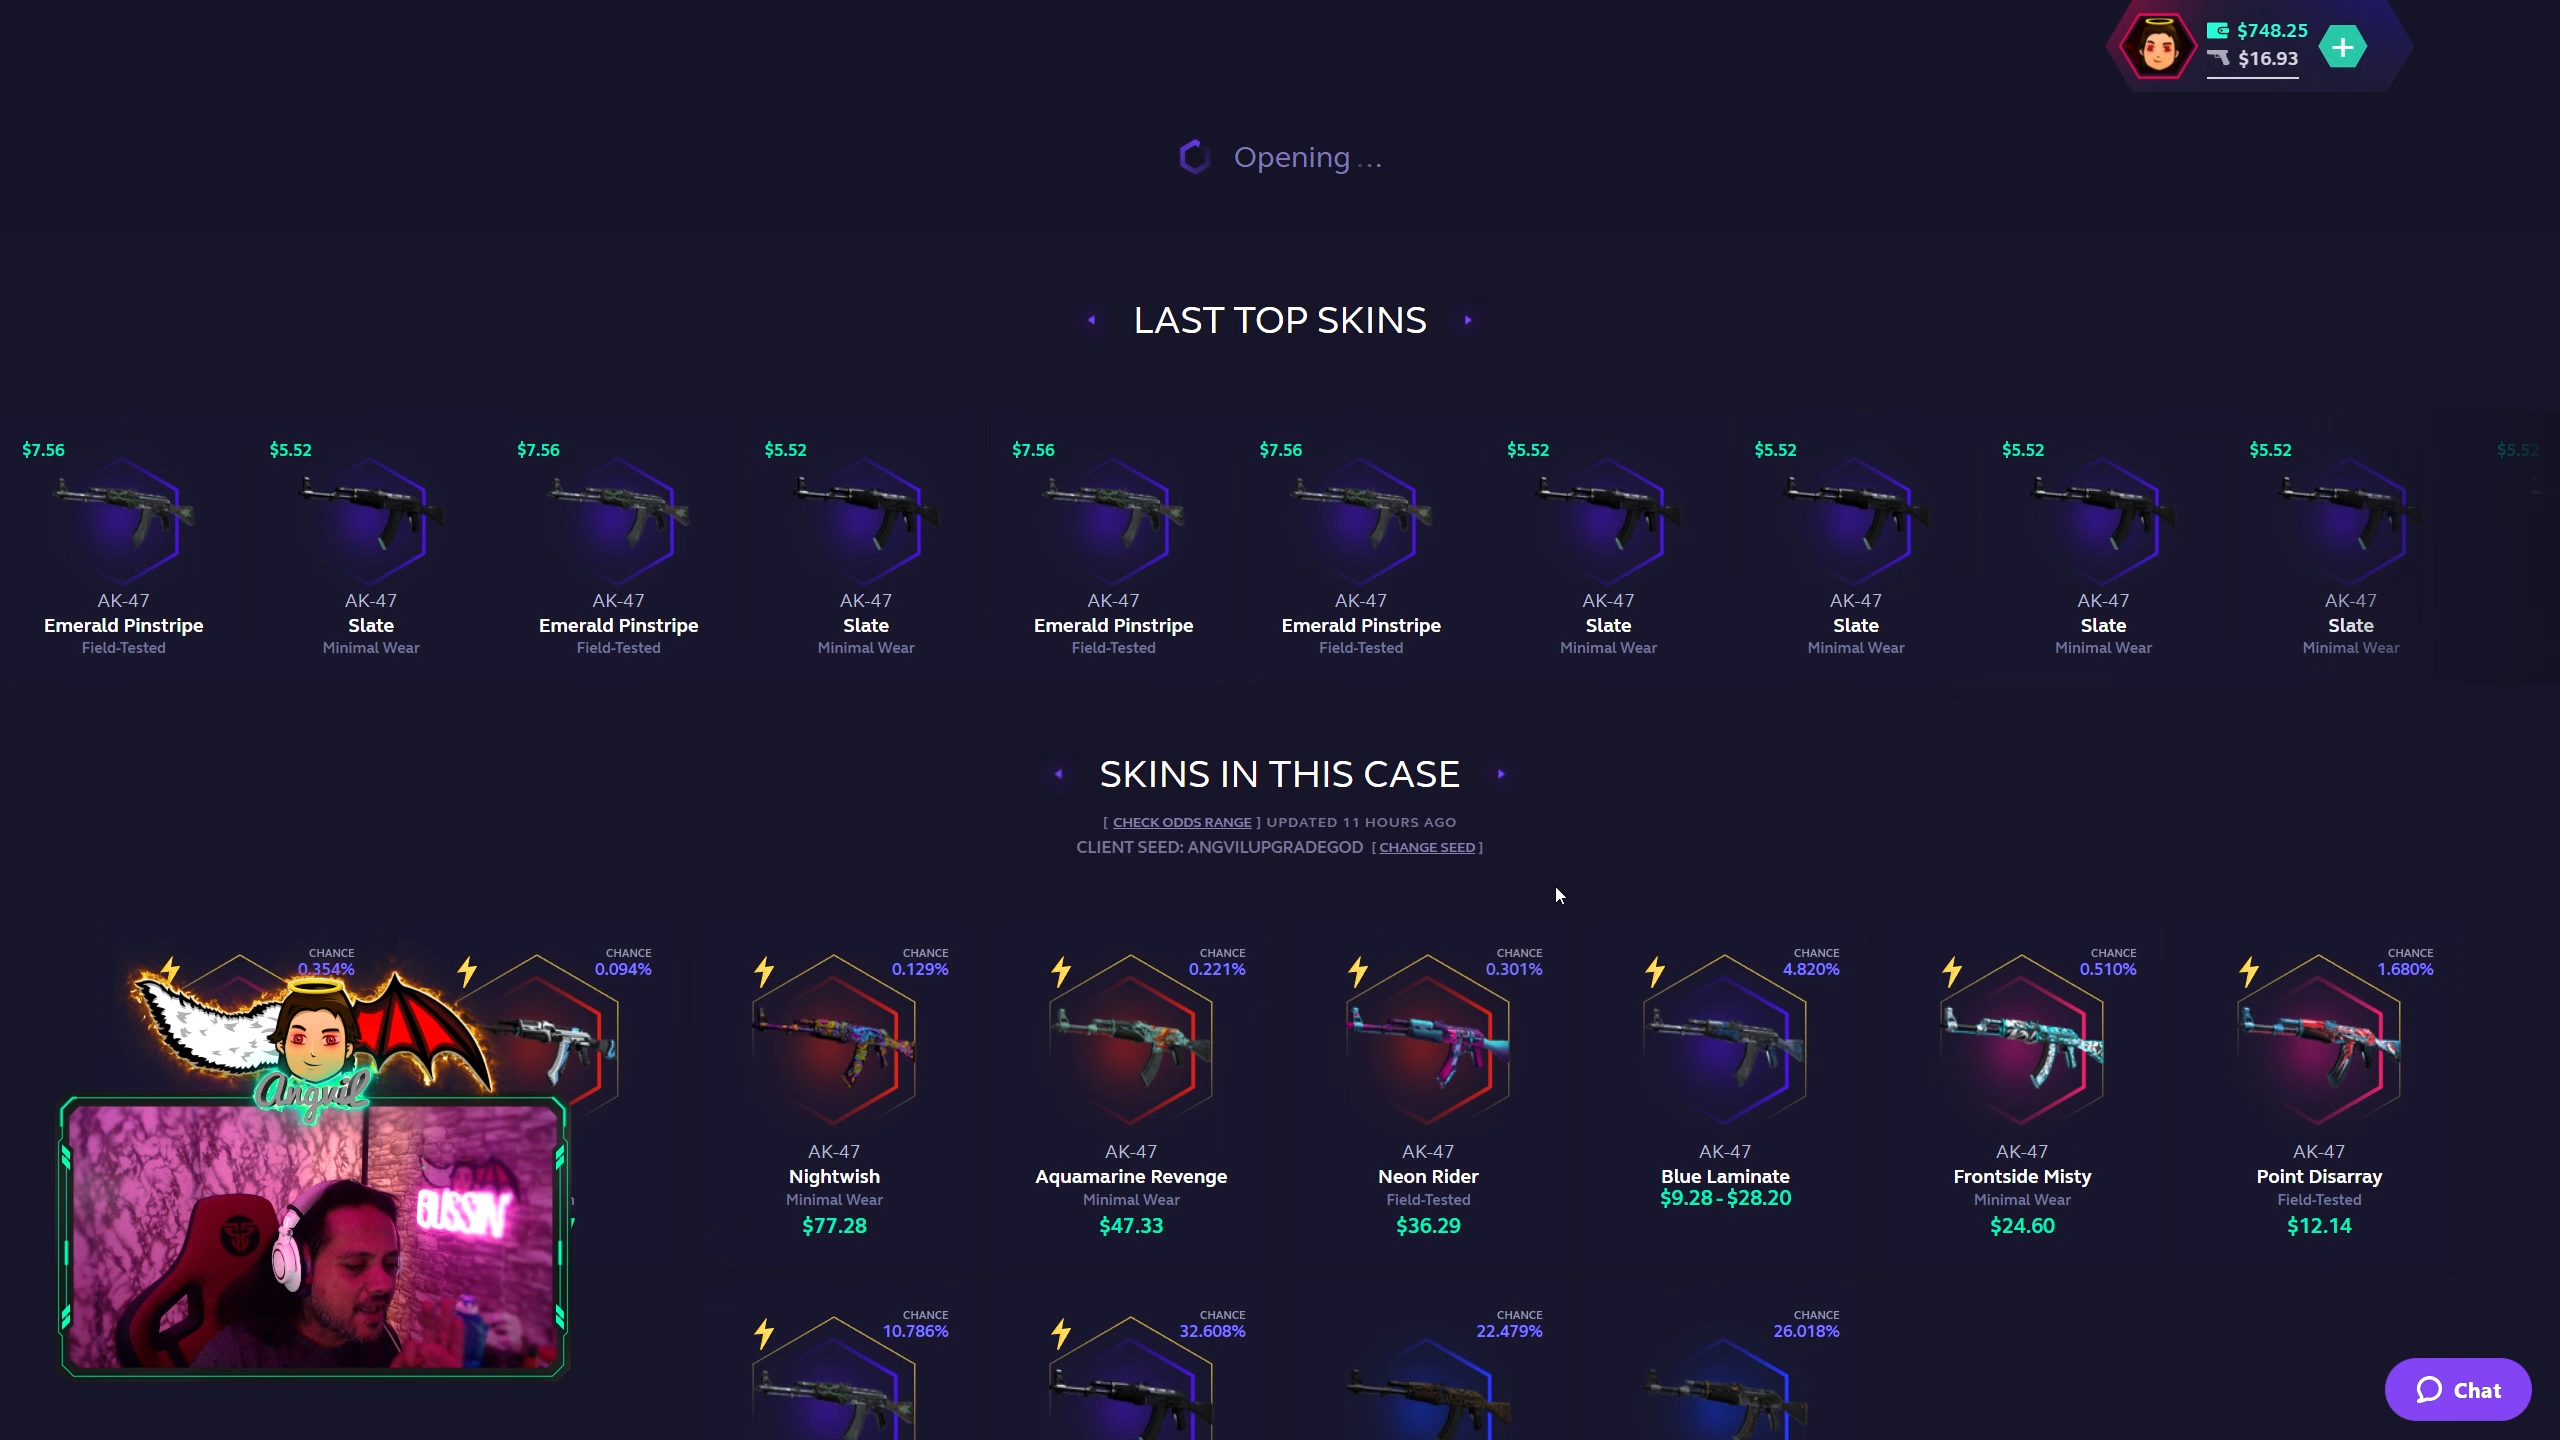 $748.25
$16.93
Opening ...
LAST TOP SKINS
$7.56 $5.52 $7.56 $5.52 $7.56 $7.56 $5.52 $5.52 $5.52 $5.52 $5.52
AK-47 AK-47 AK-47 AK-47 AK-47 AK-47 AK-47 AK-47 AK-47 AK-47
Emerald Pinstripe Slate Emerald Pinstripe Slate Emerald Pinstripe Emerald Pinstripe Slate Slate Slate Slate
Field-Tested Minimal Wear Field-Tested Minimal Wear Field-Tested Field-Tested Minimal Wear Minimal Wear Minimal Wear Minimal Wear
SKINS IN THIS CASE
[ CHECK ODDS RANGE ] UPDATED 11 HOURS AGO
CLIENT SEED: ANGVILUPGRADEGOD [ CHANGE SEED ]
CHANCE CHANCE CHANCE CHANCE CHANCE CHANCE CHANCE CHANCE
0.354% 0.094% 0.129% 0.221% 0.301% 4.820% 0.510% 1.680%
Angvil
AK-47 AK-47 AK-47 AK-47 AK-47 AK-47
Nightwish Aquamarine Revenge Neon Rider Blue Laminate Frontside Misty Point Disarray
Minimal Wear Minimal Wear Field-Tested $9.28 - $28.20 Minimal Wear Field-Tested
$77.28 $47.33 $36.29 $24.60 $12.14
BUSSIN'
CHANCE CHANCE CHANCE CHANCE
10.786% 32.608% 22.479% 26.018%
Chat